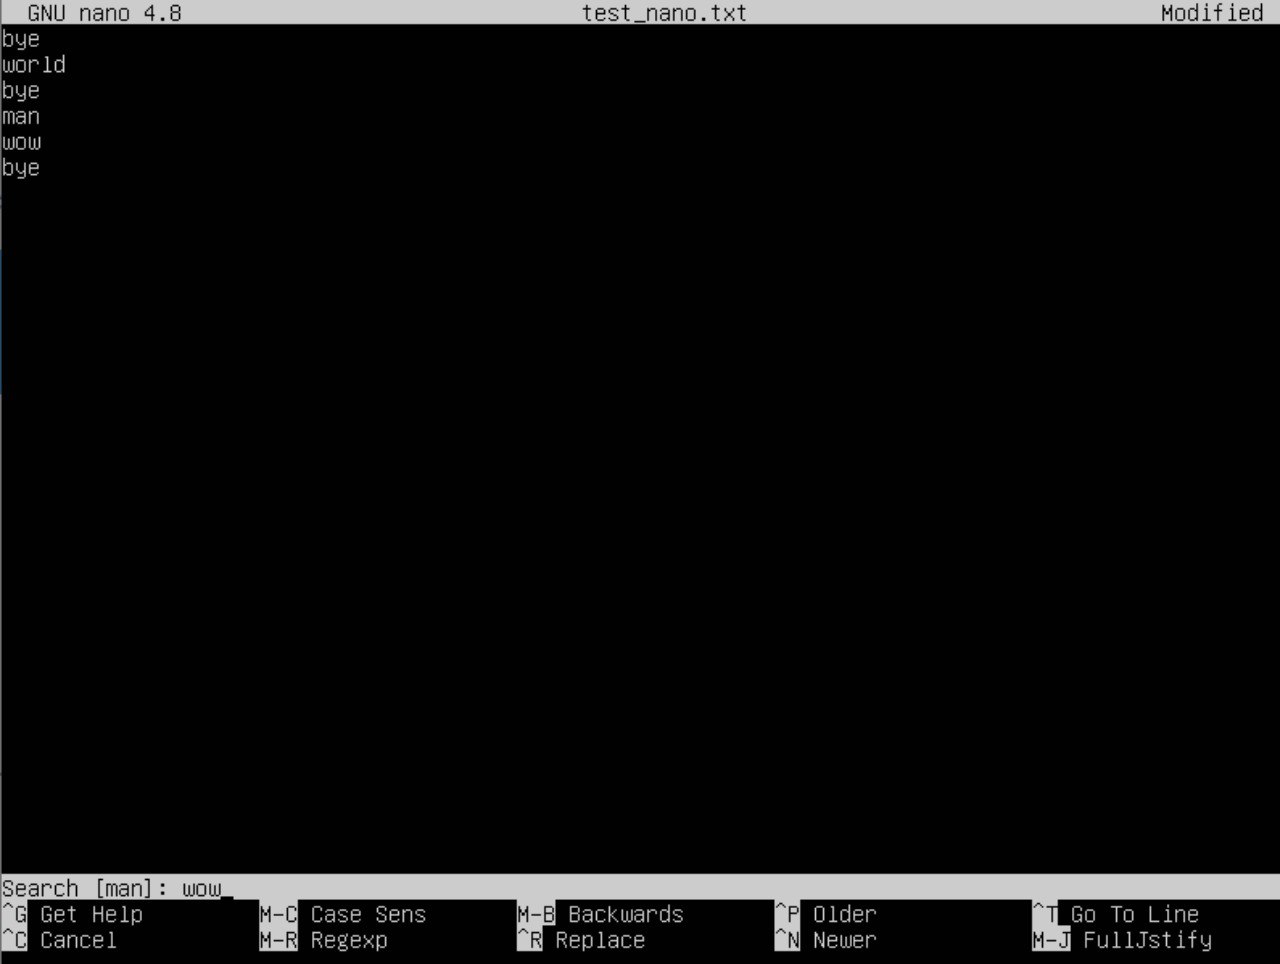 GNU nano 4.8 test_nano.txt Modified
bye
world
bye
man
wow
bye
Search [man]: wow_
^G Get Help M-C Case Sens M-B Backwards ^P Older ^T Go To Line
^C Cancel M-R Regexp ^R Replace ^N Newer M-J FullJstify